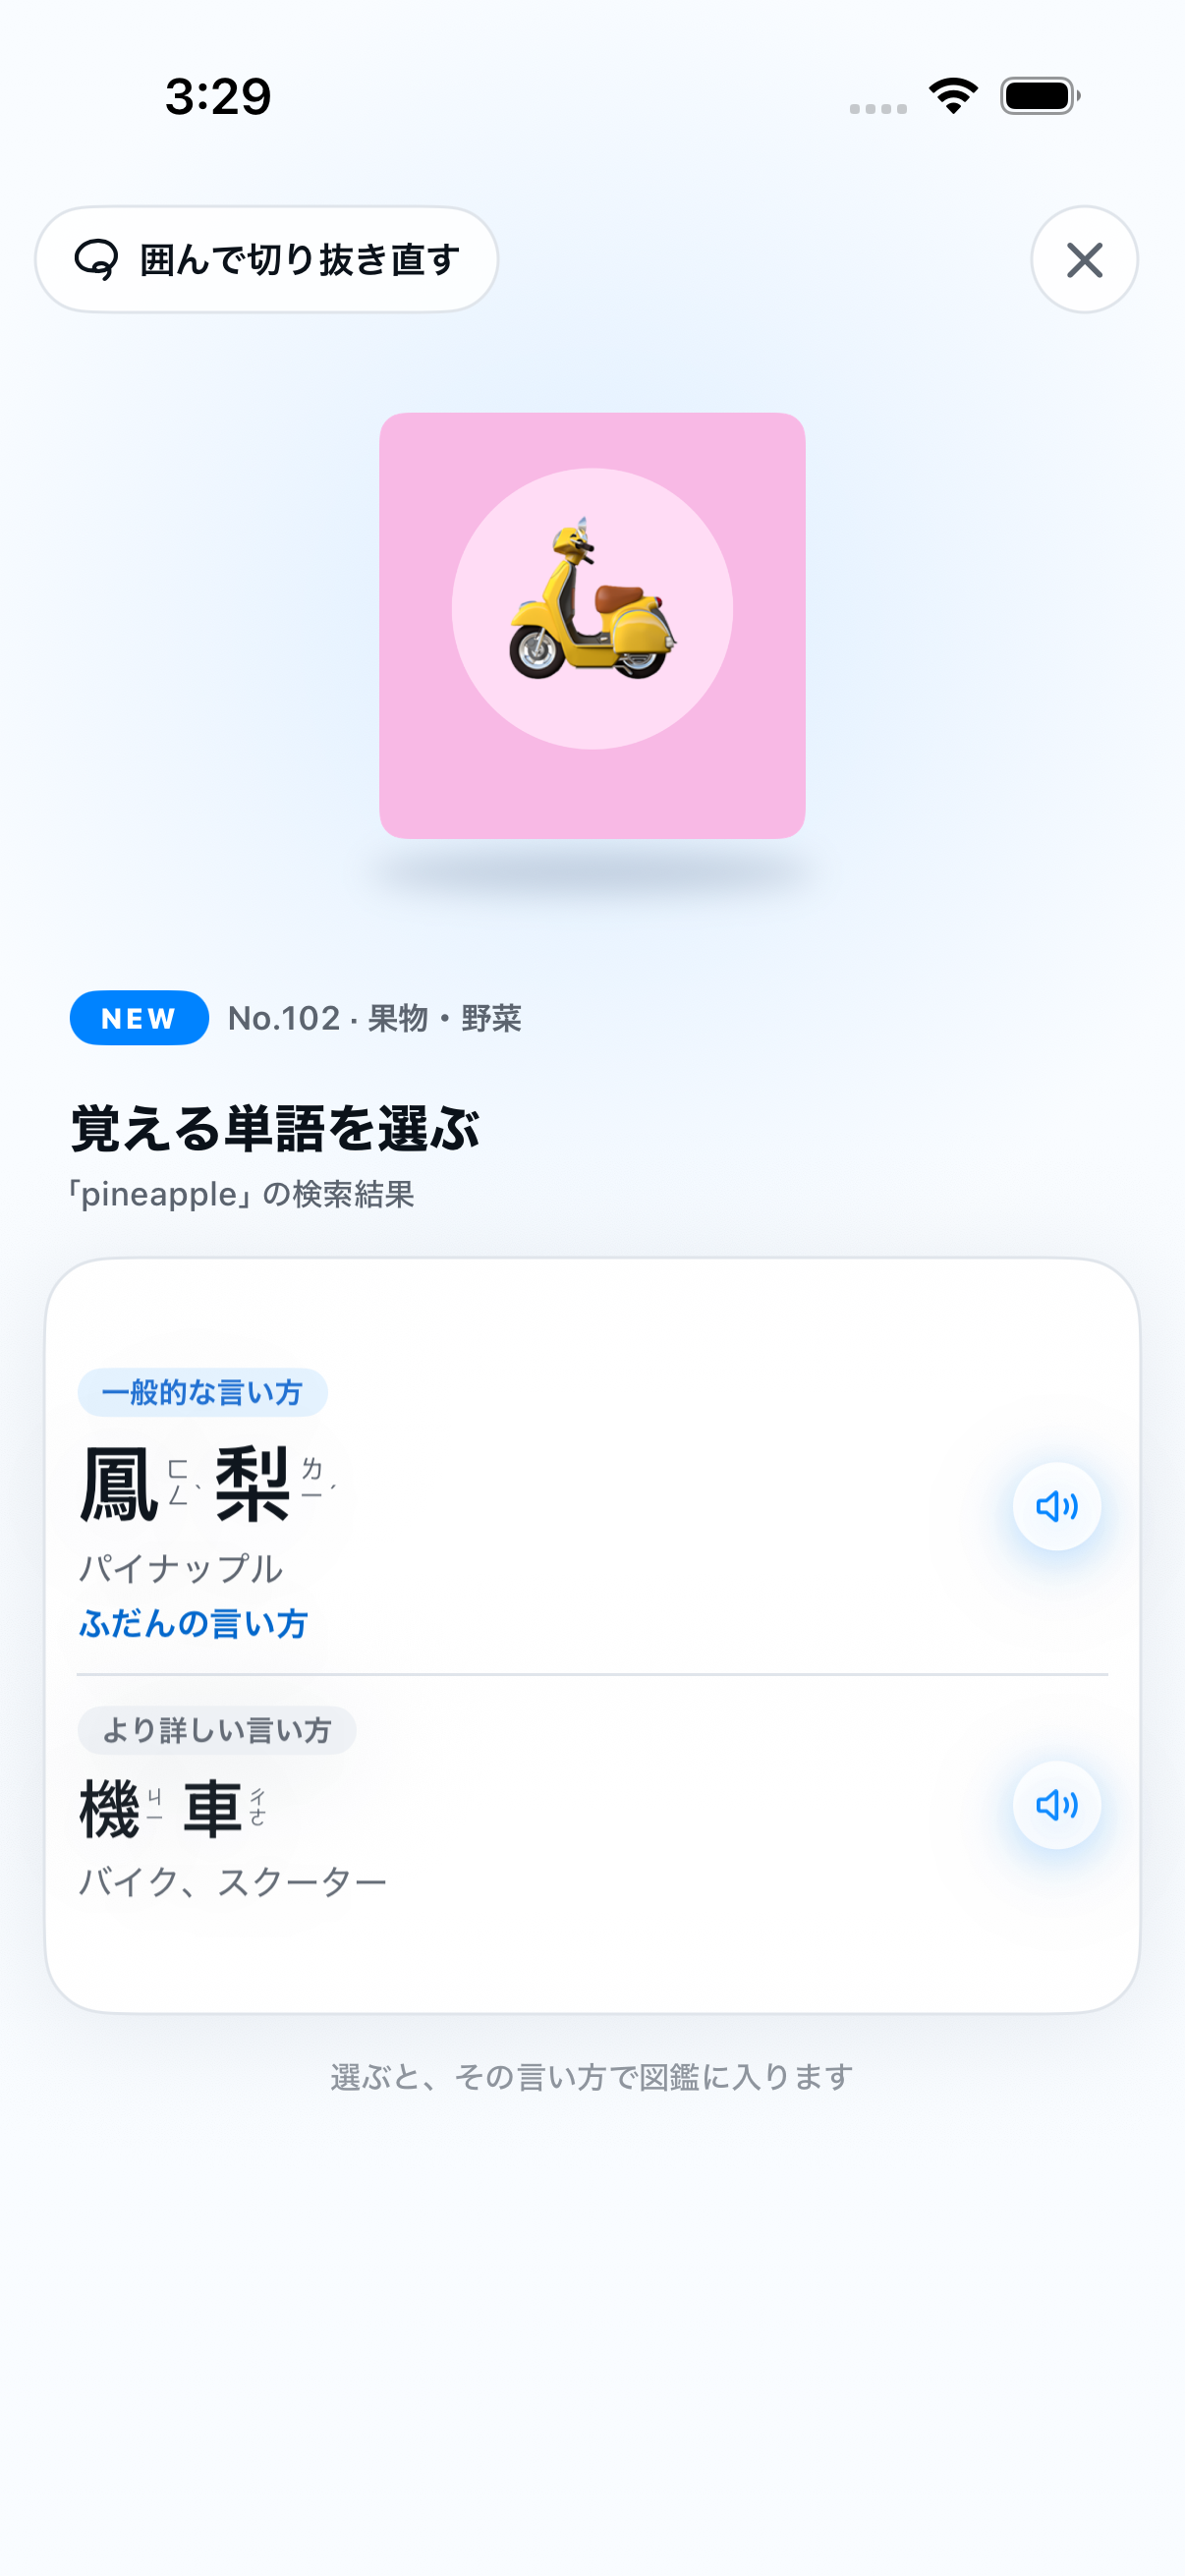 3:29
囲んで切り抜き直す
NEW No.102 · 果物・野菜
覚える単語を選ぶ
「pineapple」の検索結果
一般的な言い方
鳳ㄈㄥˋ梨ㄌㄧˊ
パイナップル
ふだんの言い方
より詳しい言い方
機ㄐㄧ車ㄔㄜ
バイク、スクーター
選ぶと、その言い方で図鑑に入ります